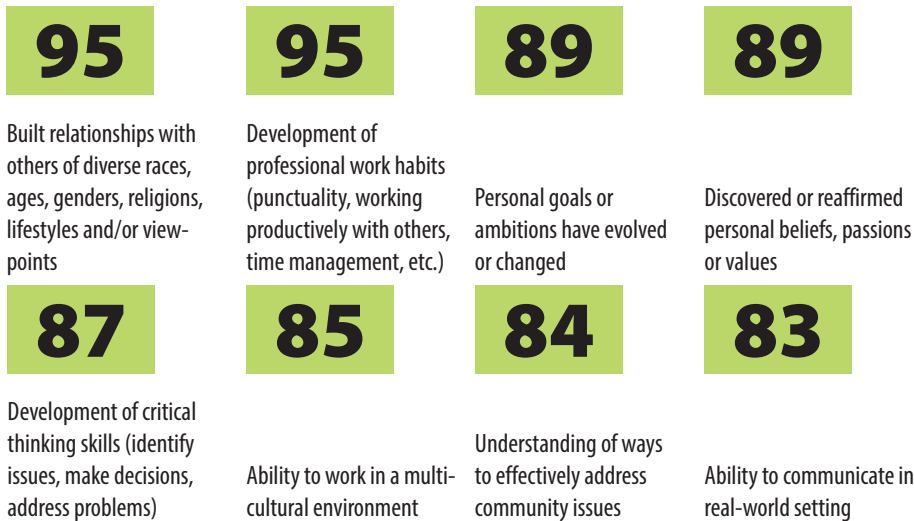 95
Built relationships with
others of diverse races,
ages, genders, religions,
lifestyles and/or view-
points
95
Development of
professional work habits
(punctuality, working
productively with others,
time management, etc.)
89
Personal goals or
ambitions have evolved
or changed
89
Discovered or reaffirmed
personal beliefs, passions
or values
87
Development of critical
thinking skills (identify
issues, make decisions,
address problems)
85
Ability to work in a multi-
cultural environment
84
Understanding of ways
to effectively address
community issues
83
Ability to communicate in
real-world setting